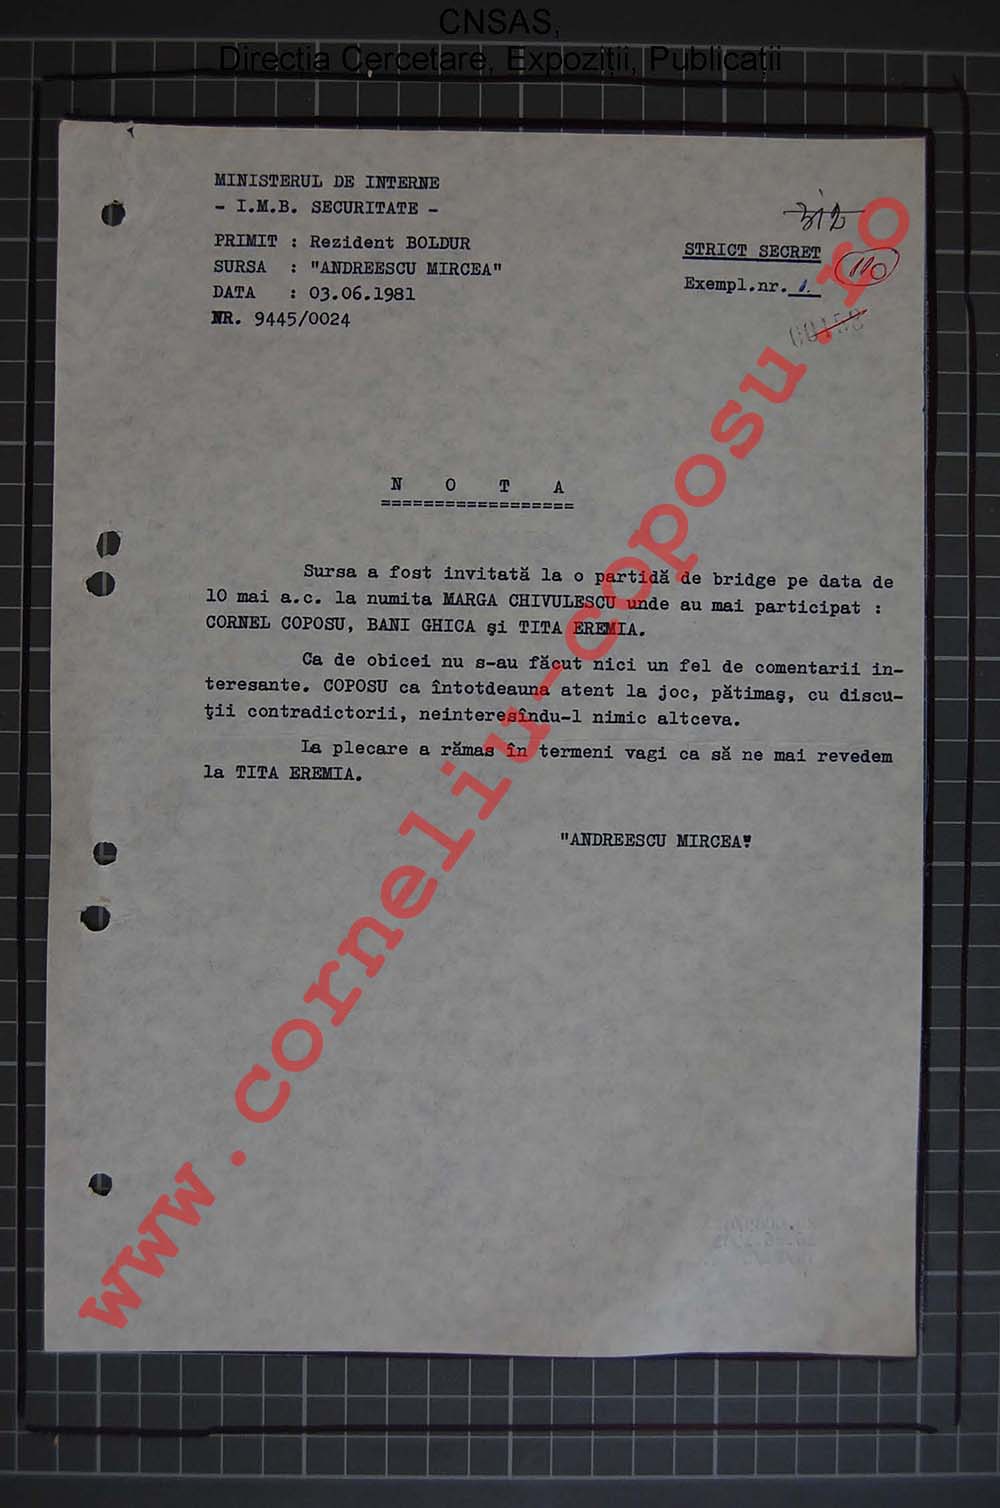 CNSAS,
Direcția Cercetare, Expoziții, Publicații
MINISTERUL DE INTERNE
- I.M.B. SECURITATE -
PRIMIT : Rezident BOLDUR
SURSA : "ANDREESCU MIRCEA"
DATA : 03.06.1981
NR. 9445/0024
312
STRICT SECRET
110
Exempl.nr. 1.
00158
N O T A
==================
Sursa a fost invitată la o partidă de bridge pe data de
10 mai a.c. la numita MARGA CHIVULESCU unde au mai participat :
CORNEL COPOSU, BANI GHICA şi TITA EREMIA.
Ca de obicei nu s-au făcut nici un fel de comentarii in-
teresante. COPOSU ca întotdeauna atent la joc, pătimaş, cu discu-
ţii contradictorii, neinteresîndu-l nimic altceva.
La plecare a rămas în termeni vagi ca să ne mai revedem
la TITA EREMIA.
"ANDREESCU MIRCEA"
www.corneliu-coposu.ro